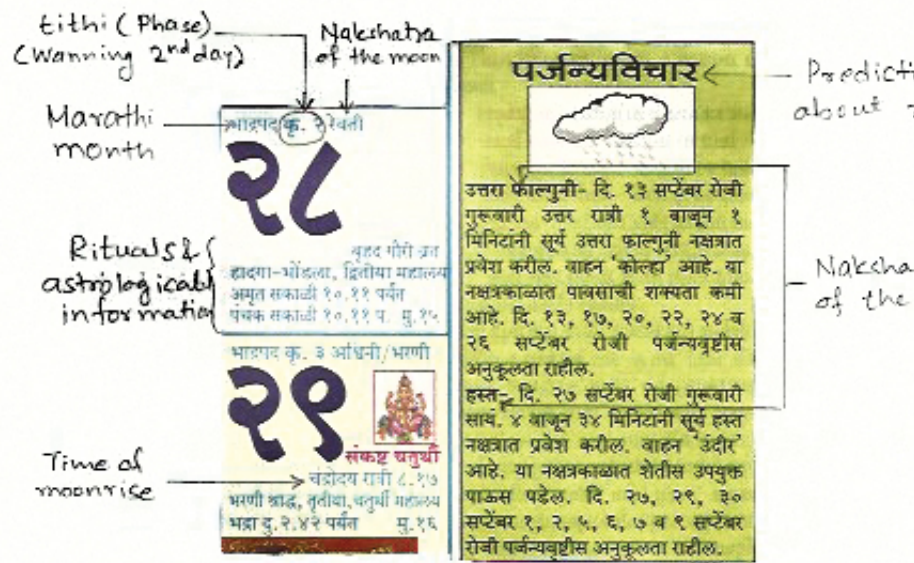 tithi (Phase)
(Wanning 2nd day)
Nakshatra
of the moon
Marathi
month
Rituals &
astrological
information
Time of
moonrise
भाद्रपद कृ. २ रेवती
२८
बृहद गौरी व्रत
हादगा-भोंडला, द्वितीया महालय
अमृत सकाळी १०.११ पर्यंत
पंचक सकाळी १०.११ प. मु.१५
भाद्रपद कृ. ३ अश्विनी/भरणी
२९
संकष्ट चतुर्थी
चंद्रोदय रात्री ८.१७
भरणी श्राद्ध, तृतीया, चतुर्थी महालय
भद्रा दु.२.४२ पर्यंत मु.१६
पर्जन्यविचार
उत्तरा फाल्गुनी- दि. १३ सप्टेंबर रोजी
गुरूवारी उत्तर रात्री १ वाजून १
मिनिटांनी सूर्य उत्तरा फाल्गुनी नक्षत्रात
प्रवेश करील. वाहन 'कोल्हा' आहे. या
नक्षत्रकाळात पावसाची शक्यता कमी
आहे. दि. १३, १७, २०, २२, २४ व
२६ सप्टेंबर रोजी पर्जन्यवृष्टीस
अनुकूलता राहील.
हस्त- दि. २७ सप्टेंबर रोजी गुरूवारी
सायं. ४ वाजून ३४ मिनिटांनी सूर्य हस्त
नक्षत्रात प्रवेश करील. वाहन 'उंदीर'
आहे. या नक्षत्रकाळात शेतीस उपयुक्त
पाऊस पडेल. दि. २७, २९, ३०
सप्टेंबर १, २, ५, ६, ७ व ९ सप्टेंबर
रोजी पर्जन्यवृष्टीस अनुकूलता राहील.
Predicti
about
Naksha
of the